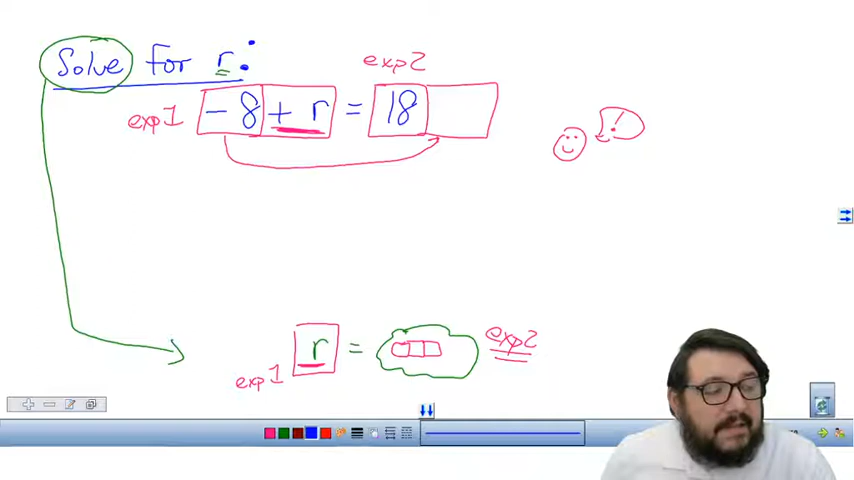 Solve for r:
exp2
exp1 -8 + r = 18
!
r = exp2
exp1